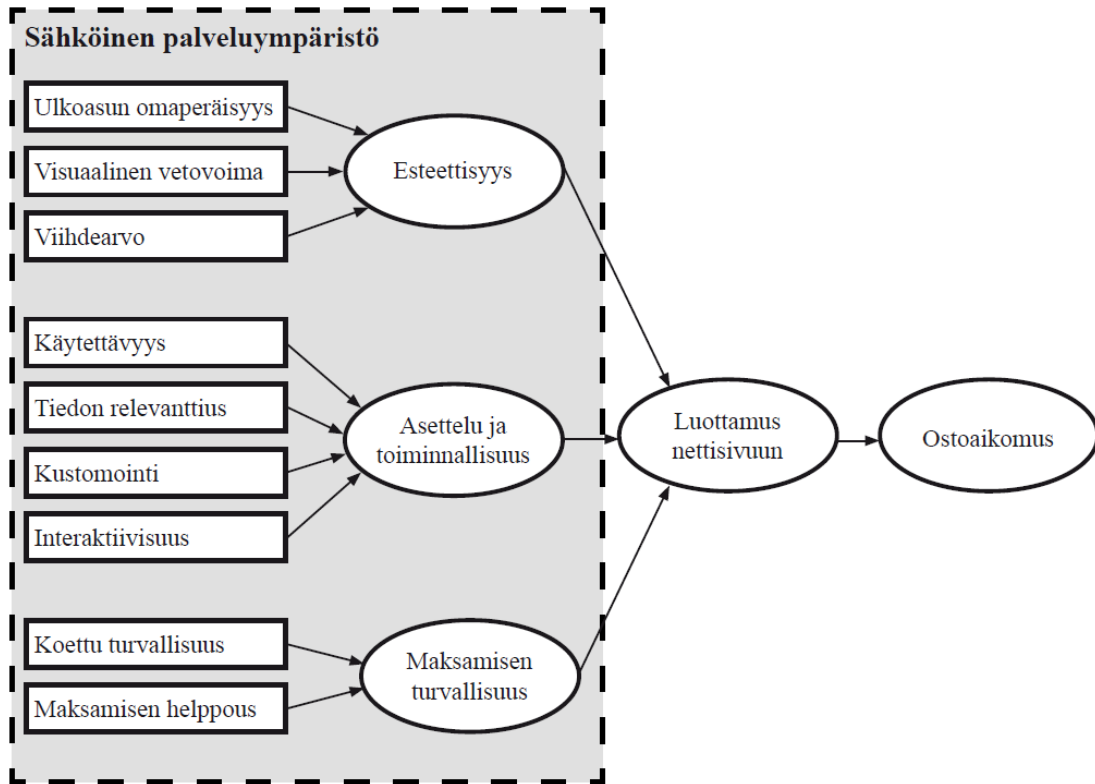 Sähköinen palveluympäristö
Ulkoasun omaperäisyys
Visuaalinen vetovoima
Viihdearvo
Esteettisyys
Käytettävyys
Tiedon relevanttius
Kustomointi
Interaktiivisuus
Asettelu ja
toiminnallisuus
Koettu turvallisuus
Maksamisen helppous
Maksamisen
turvallisuus
Luottamus
nettisivuun
Ostoaikomus